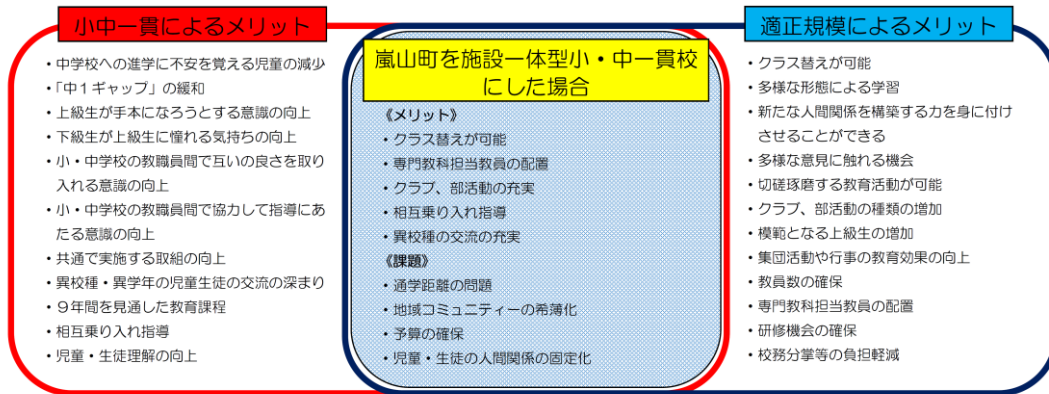 小中一貫によるメリット
・中学校への進学に不安を覚える児童の減少
・「中1ギャップ」の緩和
・上級生が手本になろうとする意識の向上
・下級生が上級生に憧れる気持ちの向上
・小・中学校の教職員間で互いの良さを取り
入れる意識の向上
・小・中学校の教職員間で協力して指導にあ
たる意識の向上
・共通で実施する取組の向上
・異校種・異学年の児童生徒の交流の深まり
・9年間を見通した教育課程
・相互乗り入れ指導
・児童・生徒理解の向上
嵐山町を施設一体型小・中一貫校
にした場合
《メリット》
・クラス替えが可能
・専門教科担当教員の配置
・クラブ、部活動の充実
・相互乗り入れ指導
・異校種の交流の充実
《課題》
・通学距離の問題
・地域コミュニティーの希薄化
・予算の確保
・児童・生徒の人間関係の固定化
適正規模によるメリット
・クラス替えが可能
・多様な形態による学習
・新たな人間関係を構築する力を身に付け
させることができる
・多様な意見に触れる機会
・切磋琢磨する教育活動が可能
・クラブ、部活動の種類の増加
・模範となる上級生の増加
・集団活動や行事の教育効果の向上
・教員数の確保
・専門教科担当教員の配置
・研修機会の確保
・校務分掌等の負担軽減